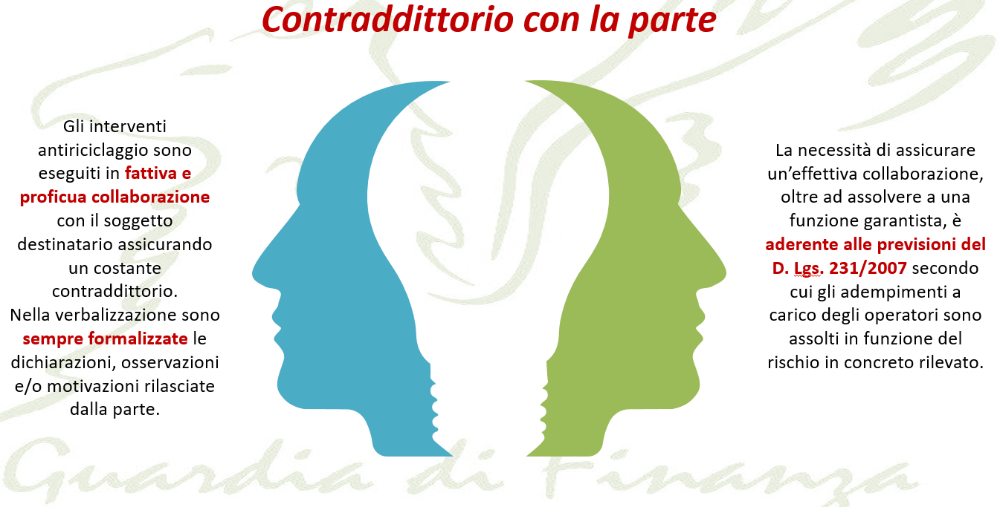 Contraddittorio con la parte
Gli interventi
antiriciclaggio sono
eseguiti in fattiva e
proficua collaborazione
con il soggetto
destinatario assicurando
un costante
contraddittorio.
Nella verbalizzazione sono
sempre formalizzate le
dichiarazioni, osservazioni
e/o motivazioni rilasciate
dalla parte.
La necessità di assicurare
un’effettiva collaborazione,
oltre ad assolvere a una
funzione garantista, è
aderente alle previsioni del
D. Lgs. 231/2007 secondo
cui gli adempimenti a
carico degli operatori sono
assolti in funzione del
rischio in concreto rilevato.
Guardia di Finanza